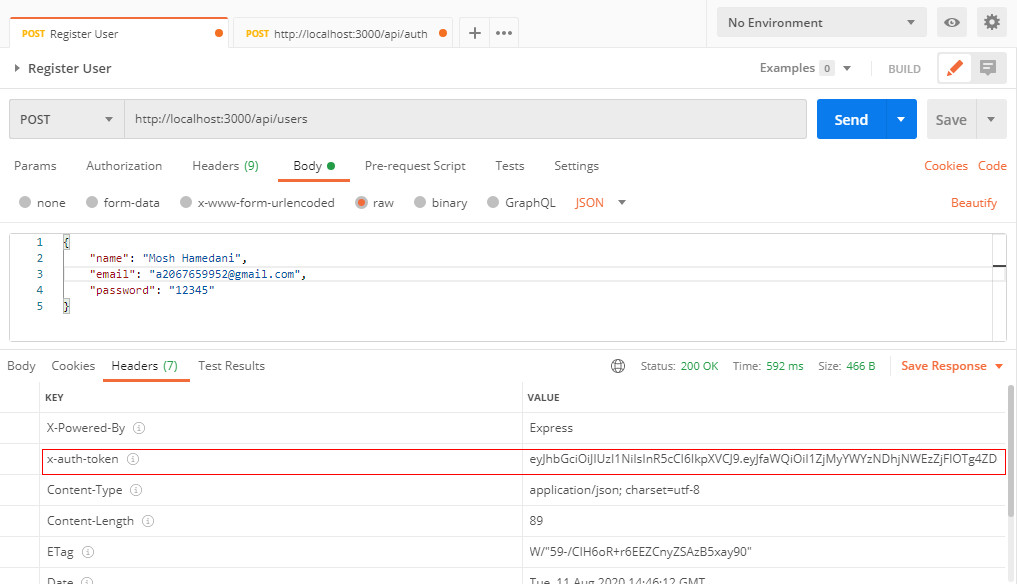 POST Register User
POST http://localhost:3000/api/auth
No Environment
Register User
Examples 0
BUILD
POST http://localhost:3000/api/users Send Save
Params Authorization Headers (9) Body Pre-request Script Tests Settings Cookies Code
none form-data x-www-form-urlencoded raw binary GraphQL JSON Beautify
1 {
2 "name": "Mosh Hamedani",
3 "email": "a2067659952@gmail.com",
4 "password": "12345"
5 }
Body Cookies Headers (7) Test Results Status: 200 OK Time: 592 ms Size: 466 B Save Response
KEY VALUE
X-Powered-By Express
x-auth-token
Content-Type application/json; charset=utf-8
Content-Length 89
ETag W/"59-/CIH6oR+r6EEZCnyZSAzB5xay90"
Date Tue, 11 Aug 2020 14:46:12 GMT